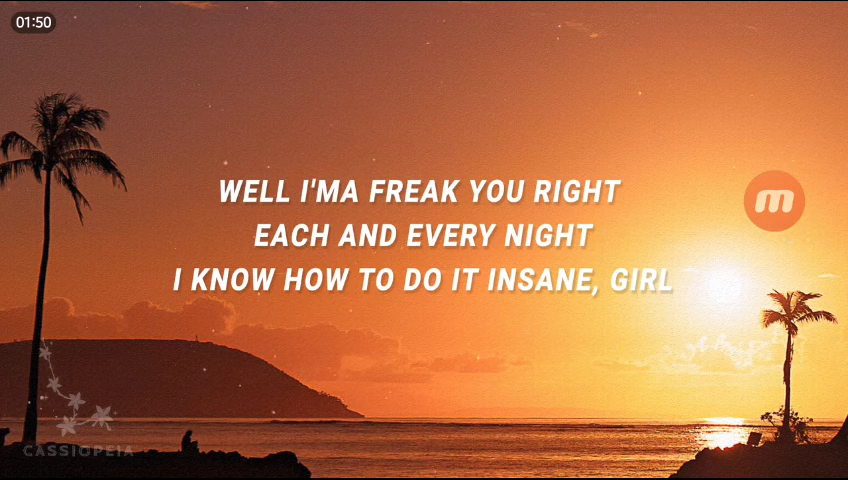 01:50
WELL I'MA FREAK YOU RIGHT
EACH AND EVERY NIGHT
I KNOW HOW TO DO IT INSANE, GIRL
m
CASSIOPEIA